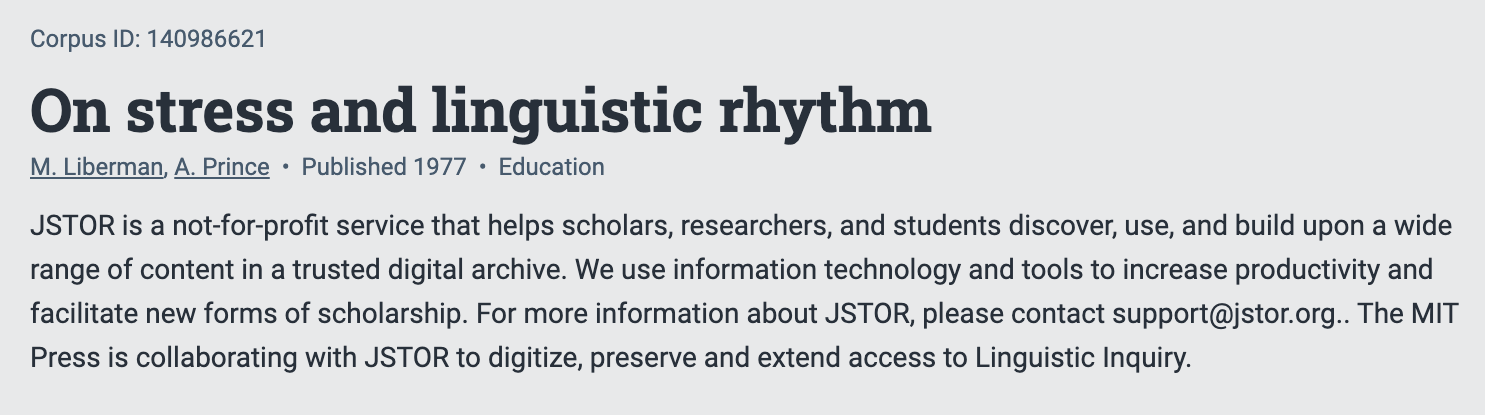 Corpus ID: 140986621
On stress and linguistic rhythm
M. Liberman, A. Prince • Published 1977 • Education
JSTOR is a not-for-profit service that helps scholars, researchers, and students discover, use, and build upon a wide
range of content in a trusted digital archive. We use information technology and tools to increase productivity and
facilitate new forms of scholarship. For more information about JSTOR, please contact support@jstor.org.. The MIT
Press is collaborating with JSTOR to digitize, preserve and extend access to Linguistic Inquiry.